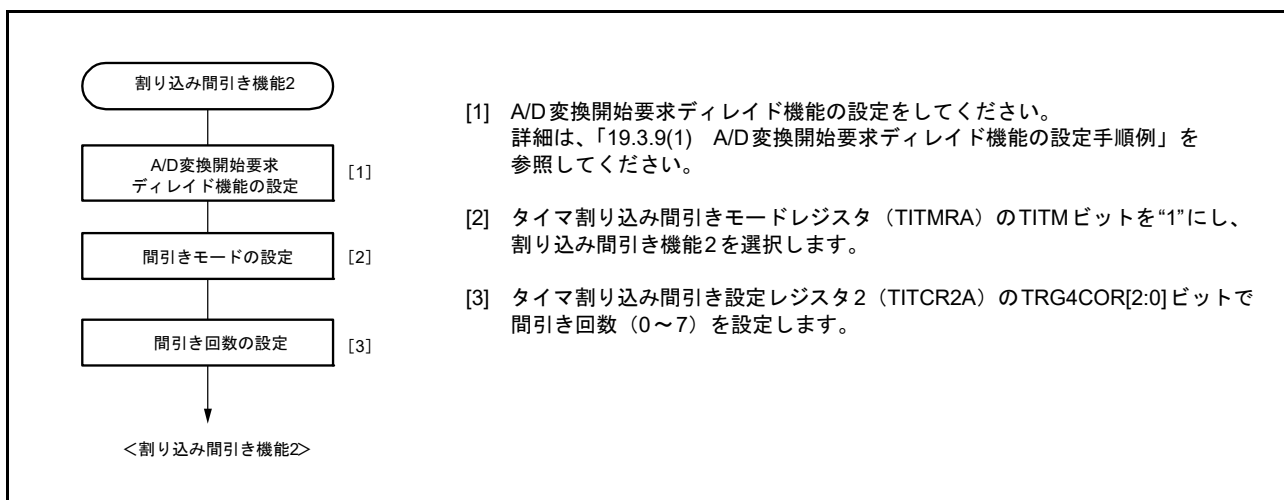 割り込み間引き機能2
A/D変換開始要求
ディレイド機能の設定
[1]
間引きモードの設定
[2]
間引き回数の設定
[3]
＜割り込み間引き機能2＞
[1] A/D変換開始要求ディレイド機能の設定をしてください。
詳細は、「19.3.9(1) A/D変換開始要求ディレイド機能の設定手順例」を
参照してください。
[2] タイマ割り込み間引きモードレジスタ（TITMRA）のTITMビットを“1”にし、
割り込み間引き機能2を選択します。
[3] タイマ割り込み間引き設定レジスタ2（TITCR2A）のTRG4COR[2:0]ビットで
間引き回数（0～7）を設定します。